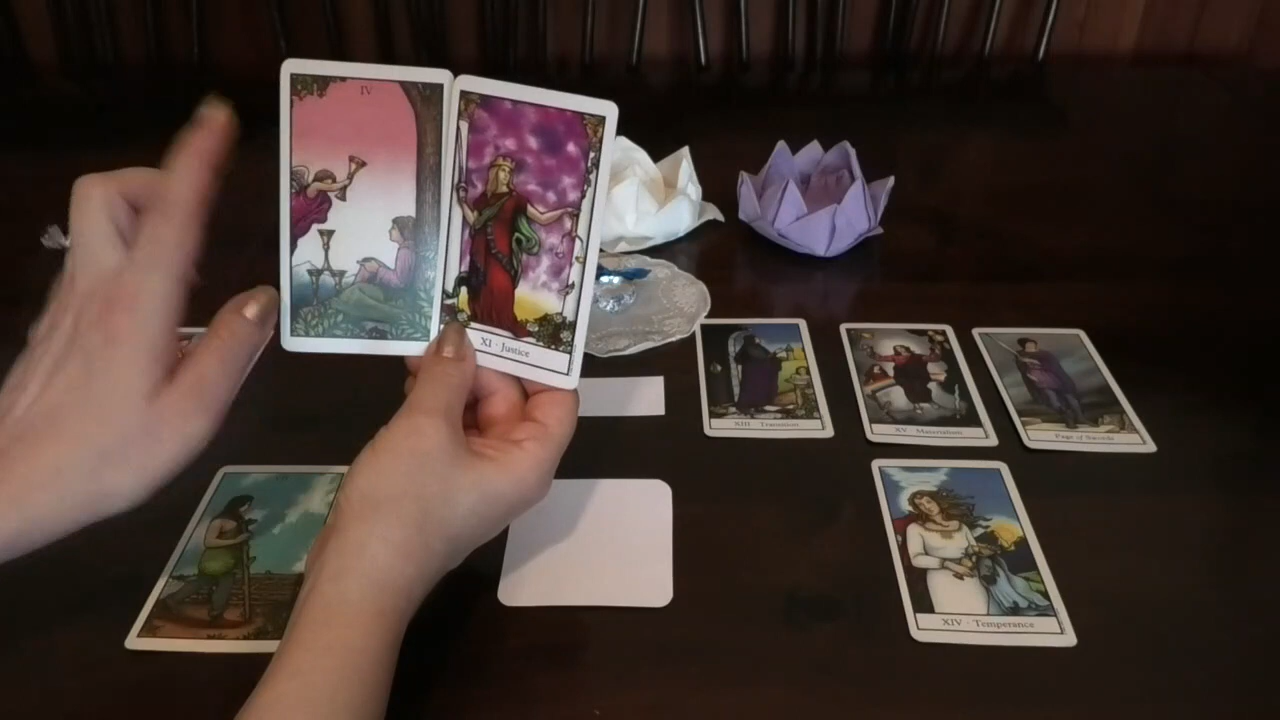 IV
XI · Justice
XIII · Transition
XV · Materialism
Page of Swords
XIV · Temperance